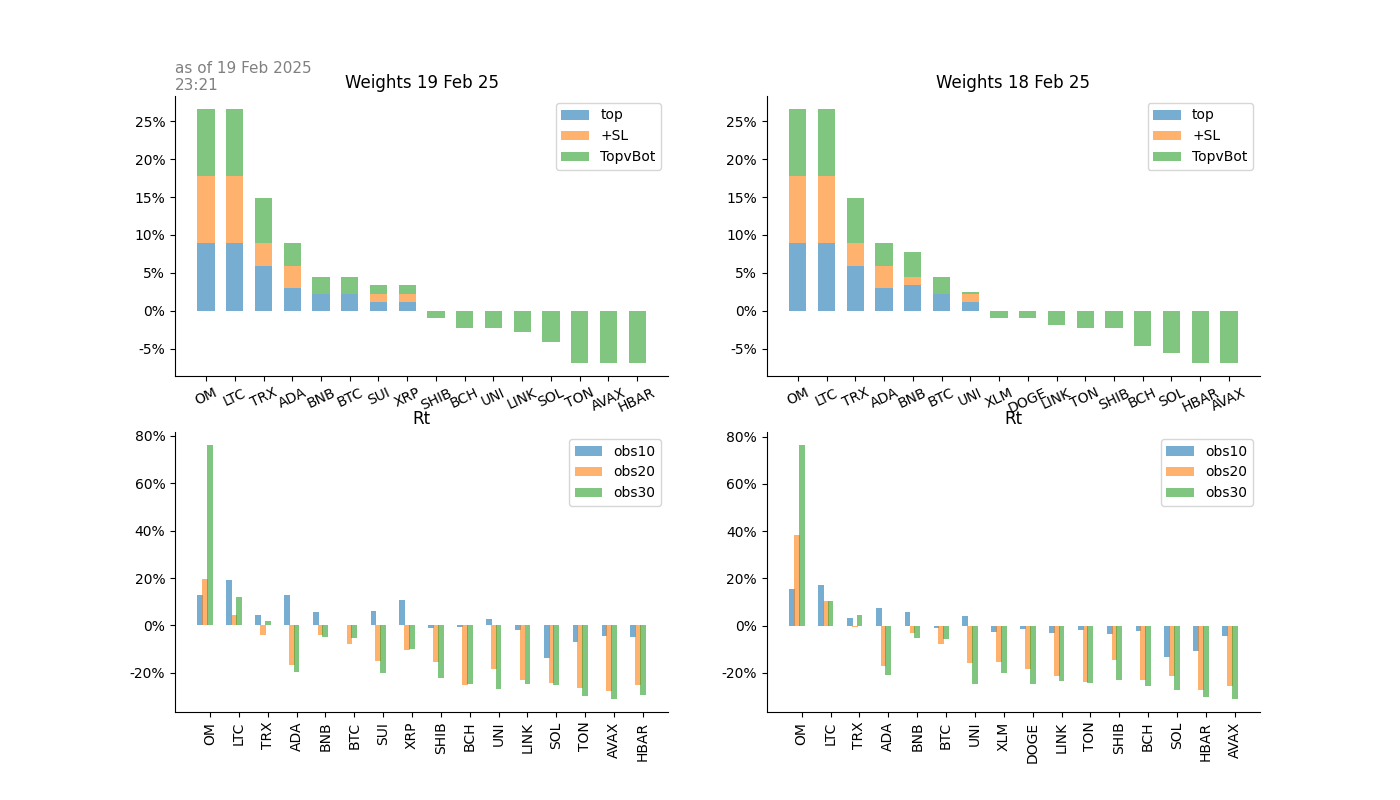 as of 19 Feb 2025
23:21
Weights 19 Feb 25
25%
20%
15%
10%
5%
0%
-5%
top
+SL
TopvBot
OM LTC TRX ADA BNB BTC SUI XRP SHIB BCH UNI LINK SOL TON AVAX HBAR
Weights 18 Feb 25
25%
20%
15%
10%
5%
0%
-5%
top
+SL
TopvBot
OM LTC TRX ADA BNB BTC UNI XLM DOGE LINK TON SHIB BCH SOL HBAR AVAX
Rt
80%
60%
40%
20%
0%
-20%
obs10
obs20
obs30
OM LTC TRX ADA BNB BTC SUI XRP SHIB BCH UNI LINK SOL TON AVAX HBAR
Rt
80%
60%
40%
20%
0%
-20%
obs10
obs20
obs30
OM LTC TRX ADA BNB BTC UNI XLM DOGE LINK TON SHIB BCH SOL HBAR AVAX